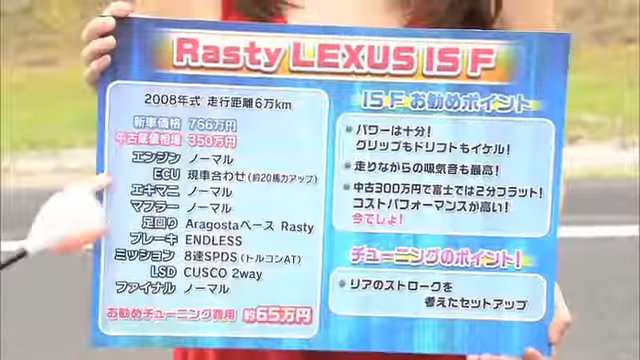 Rasty LEXUS IS F
2008年式 走行距離6万km
新車価格 766万円
中古底値相場 350万円
エンジン ノーマル
ECU 現車合わせ（約20馬力アップ）
エキマニ ノーマル
マフラー ノーマル
足回り Aragostaベース Rasty
ブレーキ ENDLESS
ミッション 8速SPDS（トルコンAT）
LSD CUSCO 2way
ファイナル ノーマル
お勧めチューニング費用 約65万円
IS F お勧めポイント
● パワーは十分！
グリップもドリフトもイケル！
● 走りながらの吸気音も最高！
● 中古300万円で富士では2分フラット！
コストパフォーマンスが高い！
今でしょ！
チューニングのポイント！
● リアのストロークを
考えたセットアップ